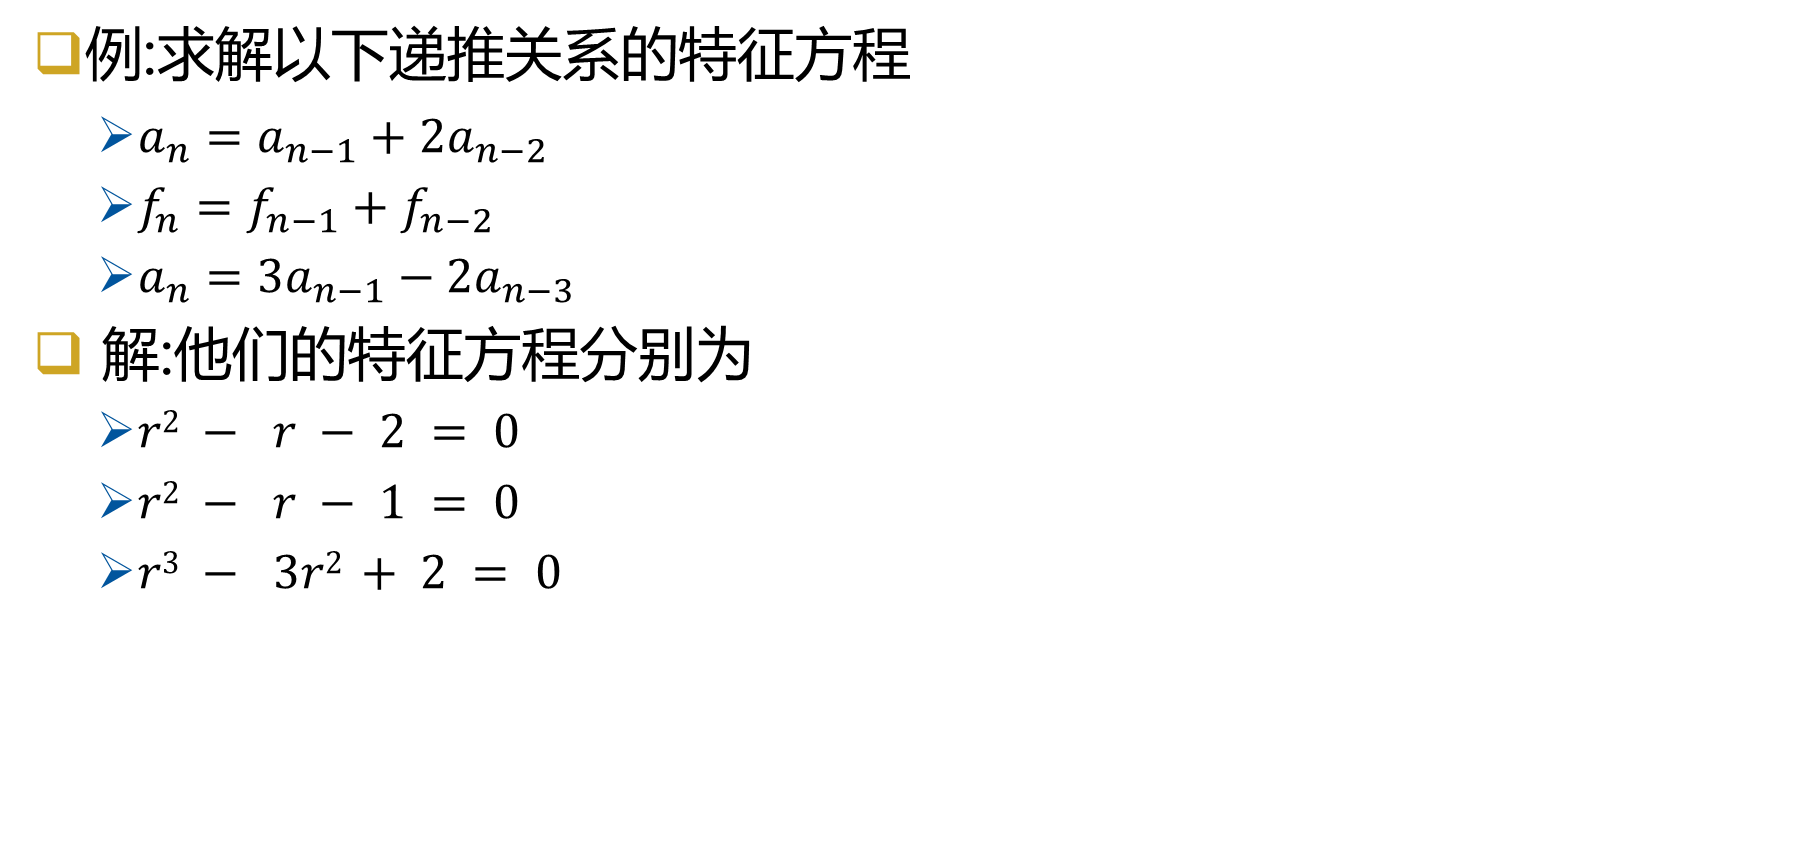 ❑例:求解以下递推关系的特征方程
➢aₙ = aₙ₋₁ + 2aₙ₋₂
➢fₙ = fₙ₋₁ + fₙ₋₂
➢aₙ = 3aₙ₋₁ − 2aₙ₋₃
❑ 解:他们的特征方程分别为
➢r² − r − 2 = 0
➢r² − r − 1 = 0
➢r³ − 3r² + 2 = 0